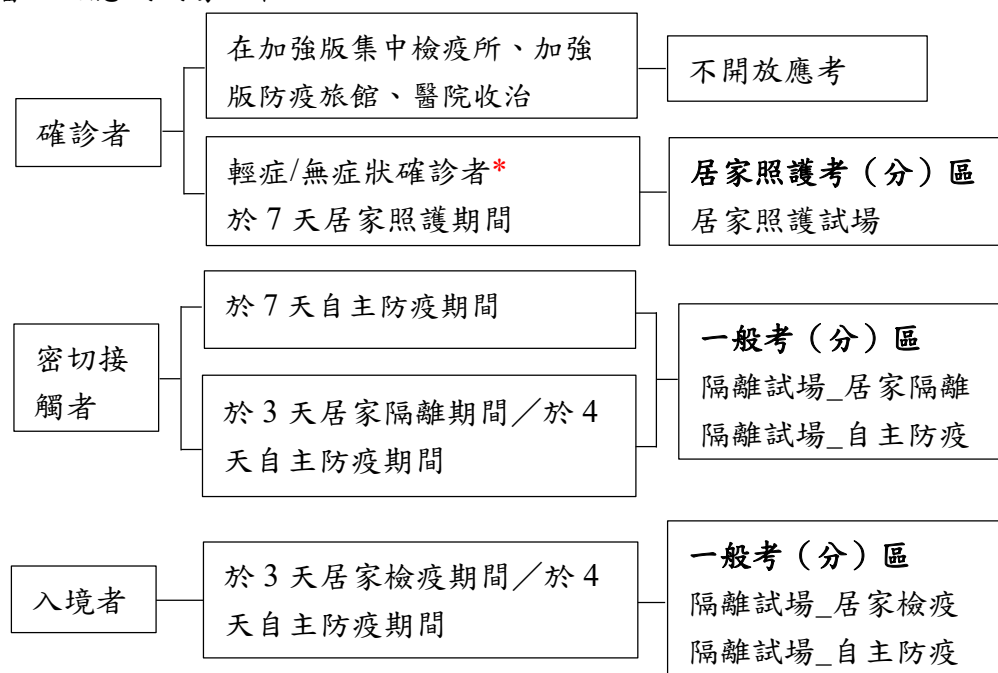 在加強版集中檢疫所、加強
版防疫旅館、醫院收治
不開放應考
確診者
輕症/無症狀確診者*
於 7 天居家照護期間
居家照護考（分）區
居家照護試場
於 7 天自主防疫期間
密切接
觸者
於 3 天居家隔離期間／於 4
天自主防疫期間
一般考（分）區
隔離試場_居家隔離
隔離試場_自主防疫
入境者
於 3 天居家檢疫期間／於 4
天自主防疫期間
一般考（分）區
隔離試場_居家檢疫
隔離試場_自主防疫